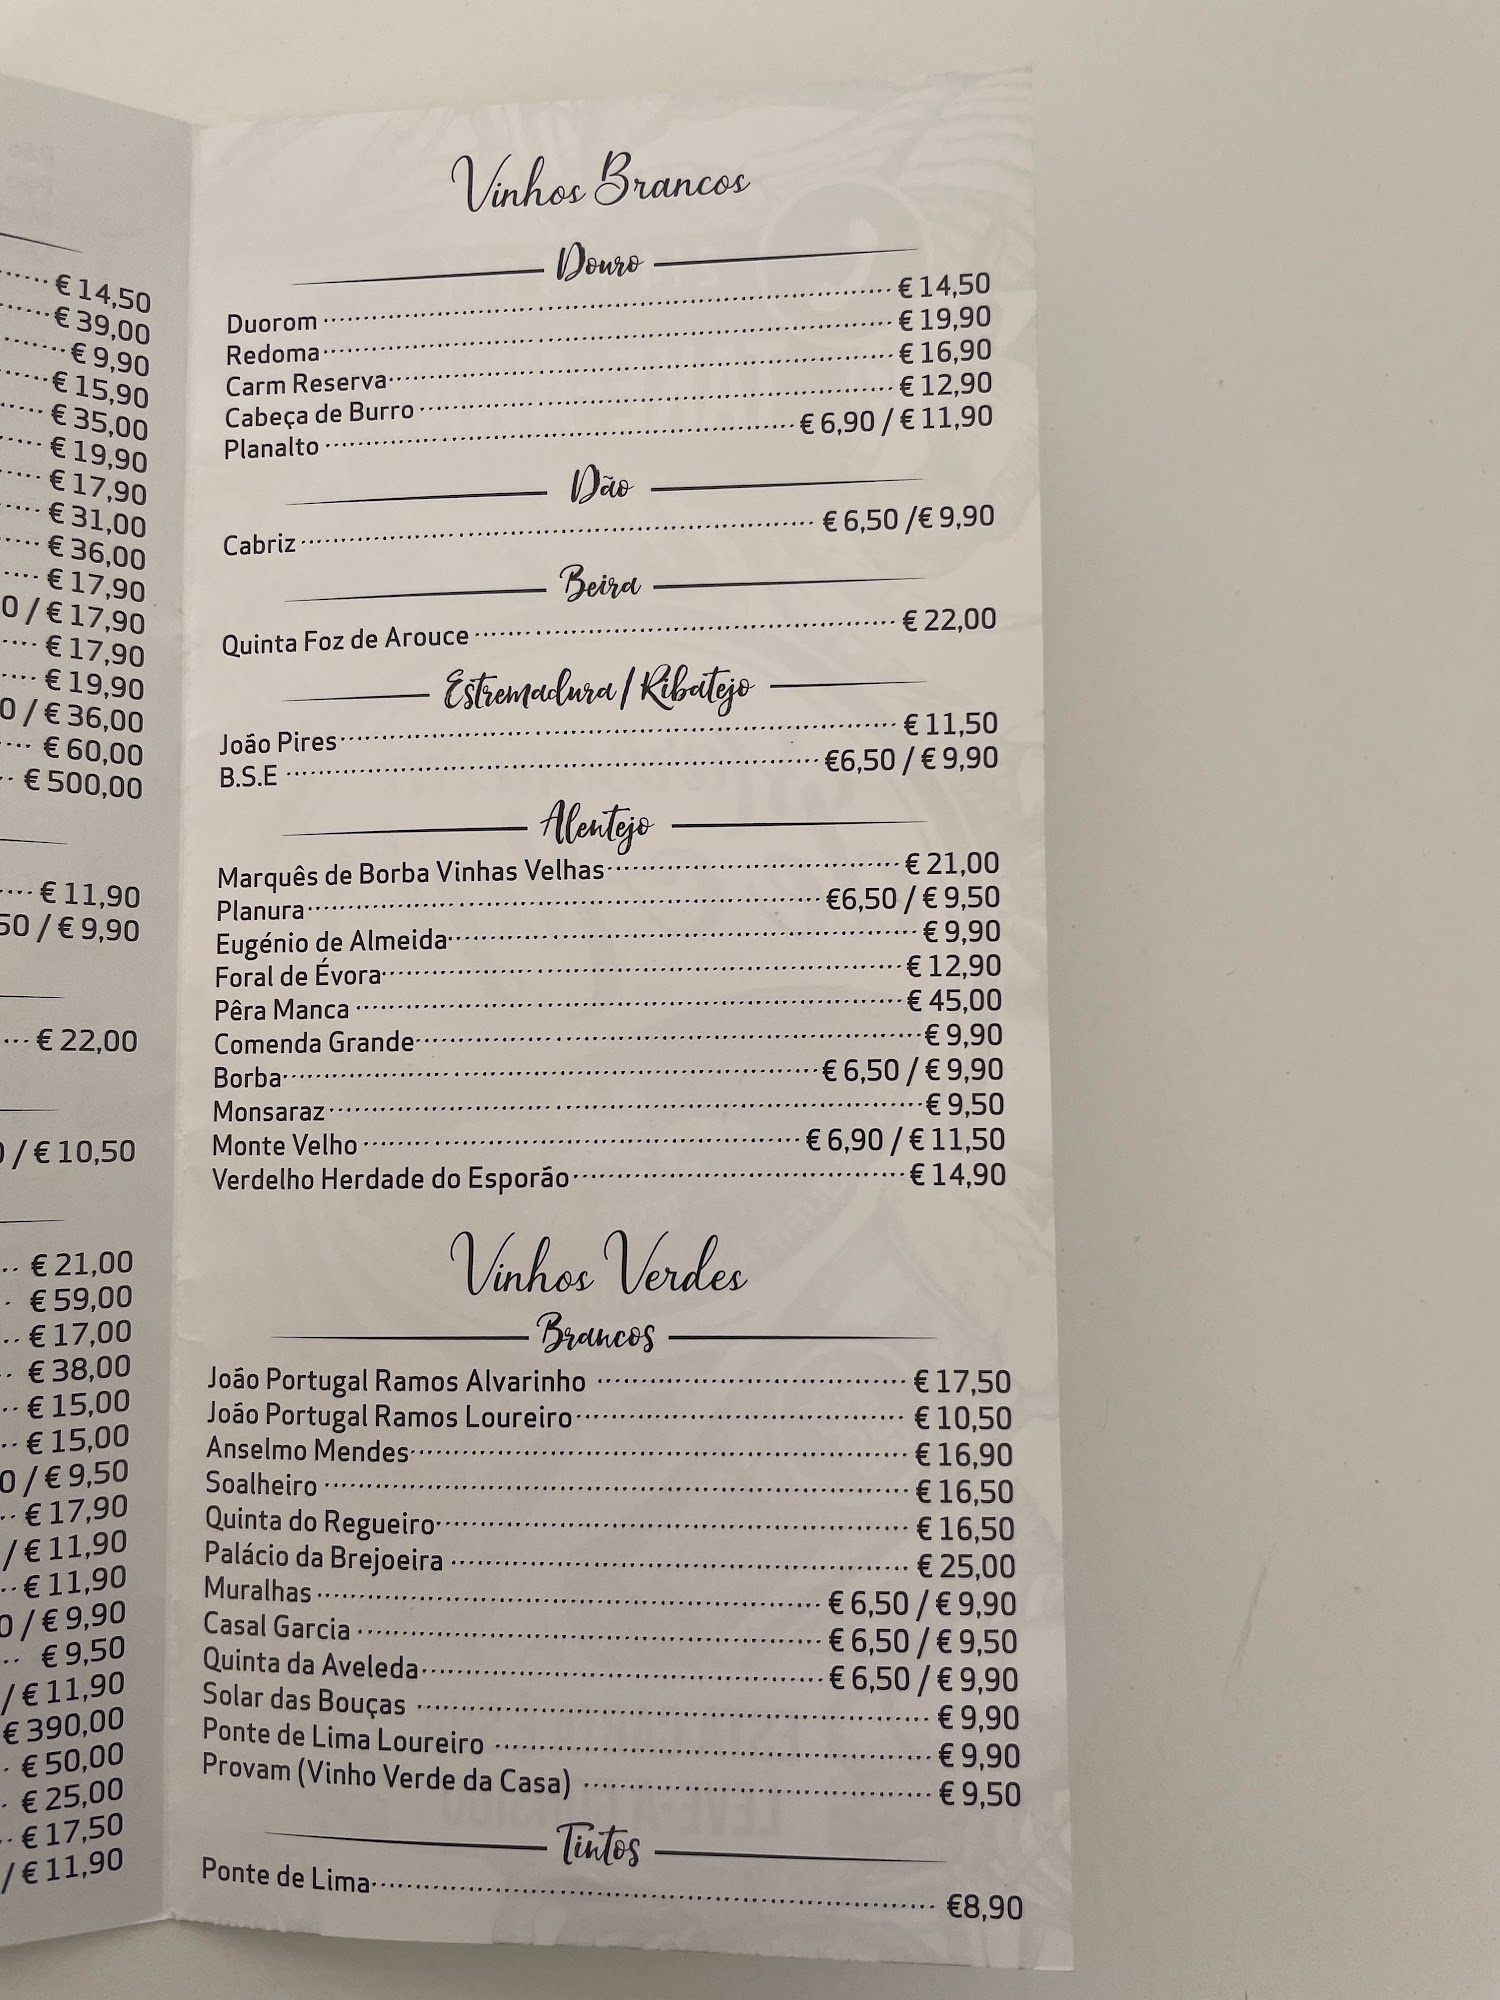 € 14,50
€ 39,00
€ 9,90
€ 15,90
€ 35,00
€ 19,90
€ 17,90
€ 31,00
€ 36,00
€ 17,90
0 / € 17,90
€ 17,90
€ 19,90
0 / € 36,00
€ 60,00
€ 500,00
€ 11,90
50 / € 9,90
€ 22,00
/ € 10,50
€ 21,00
€ 59,00
€ 17,00
€ 38,00
€ 15,00
€ 15,00
0 / € 9,50
€ 17,90
/ € 11,90
€ 11,90
0 / € 9,90
€ 9,50
/ € 11,90
€ 390,00
€ 50,00
€ 25,00
€ 17,50
/ € 11,90
Vinhos Brancos
Douro
Duorom € 14,50
Redoma € 19,90
Carm Reserva € 16,90
Cabeça de Burro € 12,90
Planalto € 6,90 / € 11,90
Dão
Cabriz € 6,50 /€ 9,90
Beira
Quinta Foz de Arouce € 22,00
Estremadura / Ribatejo
João Pires € 11,50
B.S.E €6,50 / € 9,90
Alentejo
Marquês de Borba Vinhas Velhas € 21,00
Planura €6,50 / € 9,50
Eugénio de Almeida € 9,90
Foral de Évora € 12,90
Pêra Manca € 45,00
Comenda Grande € 9,90
Borba € 6,50 / € 9,90
Monsaraz € 9,50
Monte Velho € 6,90 / € 11,50
Verdelho Herdade do Esporão € 14,90
Vinhos Verdes
Brancos
João Portugal Ramos Alvarinho € 17,50
João Portugal Ramos Loureiro € 10,50
Anselmo Mendes € 16,90
Soalheiro € 16,50
Quinta do Regueiro € 16,50
Palácio da Brejoeira € 25,00
Muralhas € 6,50 / € 9,90
Casal Garcia € 6,50 / € 9,50
Quinta da Aveleda € 6,50 / € 9,90
Solar das Bouças € 9,90
Ponte de Lima Loureiro € 9,90
Provam (Vinho Verde da Casa) € 9,50
Tintos
Ponte de Lima €8,90